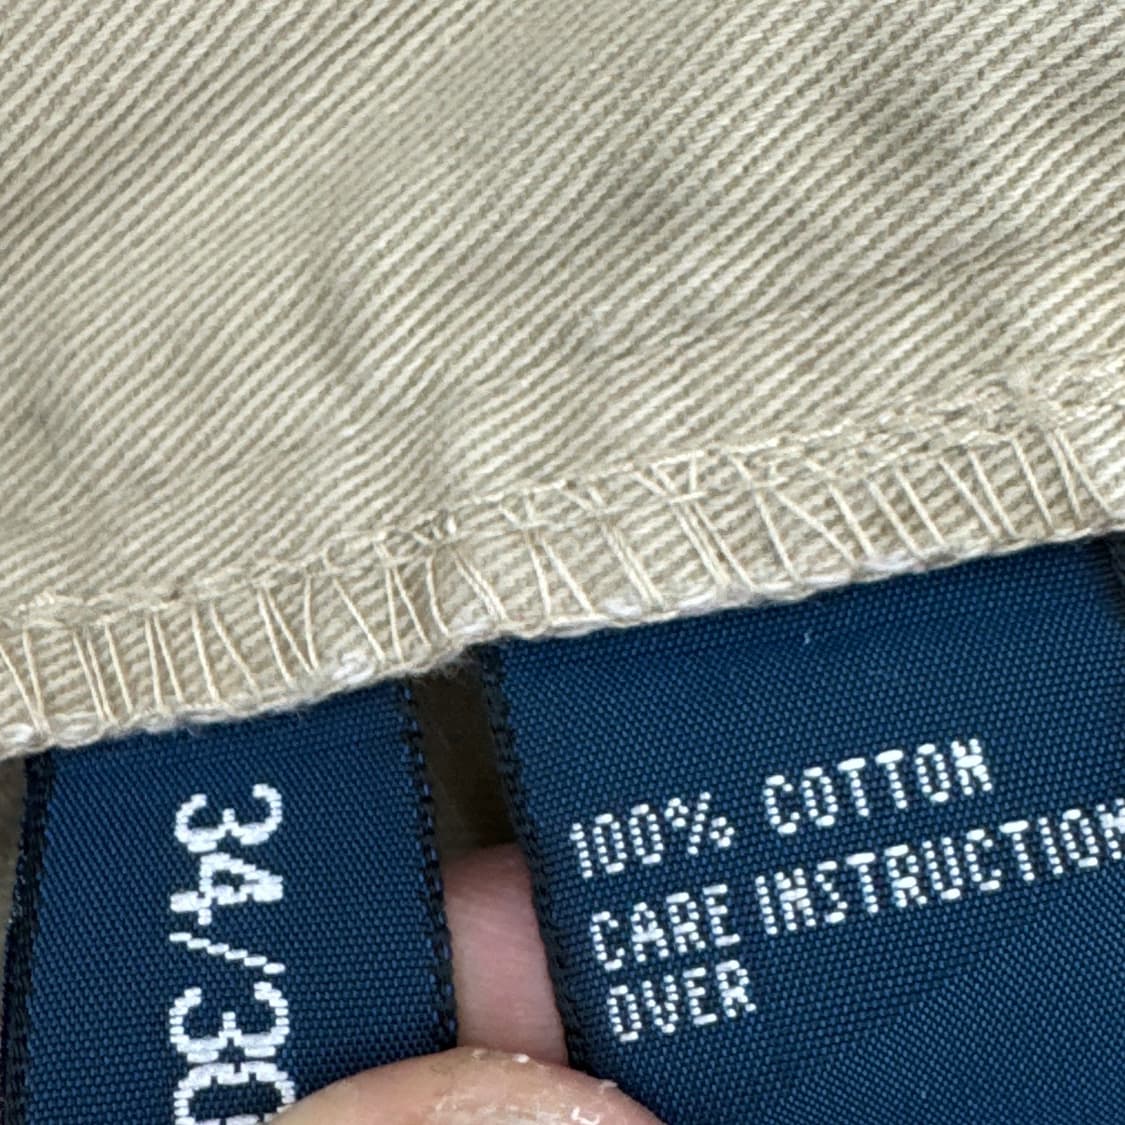 34/30
100% COTTON
CARE INSTRUCTION
OVER